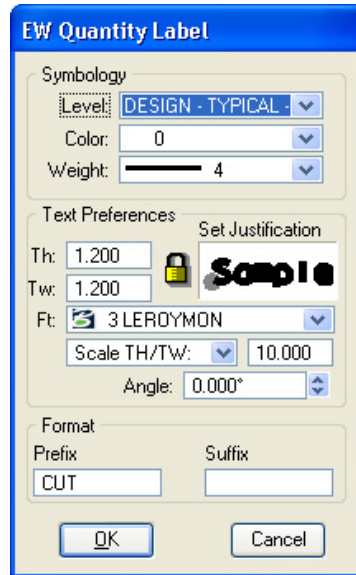 EW Quantity Label
Symbology
Level: DESIGN - TYPICAL -
Color: 0
Weight: 4
Text Preferences
Set Justification
Th: 1.200
Sample
Tw: 1.200
Ft: 3 LEROYMON
Scale TH/TW: 10.000
Angle: 0.000°
Format
Prefix Suffix
CUT
OK Cancel